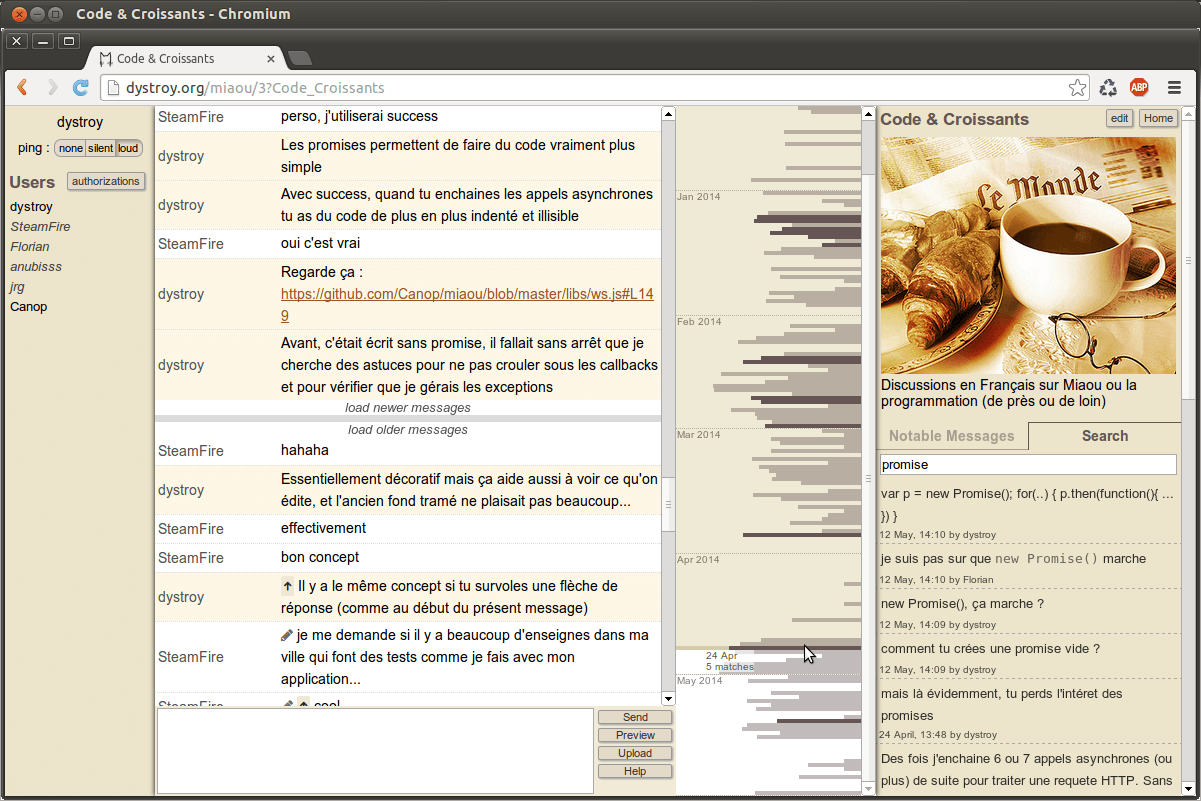 Code & Croissants - Chromium
Code & Croissants
dystroy.org/miaou/3?Code_Croissants
ABP
dystroy
ping : none silent loud
Users authorizations
dystroy
SteamFire
Florian
anubisss
jrg
Canop
SteamFire perso, j'utiliserai success
dystroy Les promises permettent de faire du code vraiment plus
simple
dystroy Avec success, quand tu enchaines les appels asynchrones
tu as du code de plus en plus indenté et illisible
SteamFire oui c'est vrai
dystroy Regarde ça :
https://github.com/Canop/miaou/blob/master/libs/ws.js#L14
9
dystroy Avant, c'était écrit sans promise, il fallait sans arrêt que je
cherche des astuces pour ne pas crouler sous les callbacks
et pour vérifier que je gérais les exceptions
load newer messages
load older messages
SteamFire hahaha
dystroy Essentiellement décoratif mais ça aide aussi à voir ce qu'on
édite, et l'ancien fond tramé ne plaisait pas beaucoup...
SteamFire effectivement
SteamFire bon concept
dystroy Il y a le même concept si tu survoles une flèche de
réponse (comme au début du présent message)
SteamFire je me demande si il y a beaucoup d'enseignes dans ma
ville qui font des tests comme je fais avec mon
application...
SteamFire cool
Send
Preview
Upload
Help
Jan 2014
Feb 2014
Mar 2014
Apr 2014
24 Apr
5 matches
May 2014
Code & Croissants edit Home
Le Monde
Discussions en Français sur Miaou ou la
programmation (de près ou de loin)
Notable Messages Search
promise
var p = new Promise(); for(..) { p.then(function(){ ...
}) }
12 May, 14:10 by dystroy
je suis pas sur que new Promise() marche
12 May, 14:10 by Florian
new Promise(), ça marche ?
12 May, 14:09 by dystroy
comment tu crées une promise vide ?
12 May, 14:09 by dystroy
mais là évidemment, tu perds l'intéret des
promises
24 April, 13:48 by dystroy
Des fois j'enchaine 6 ou 7 appels asynchrones (ou
plus) de suite pour traiter une requete HTTP. Sans